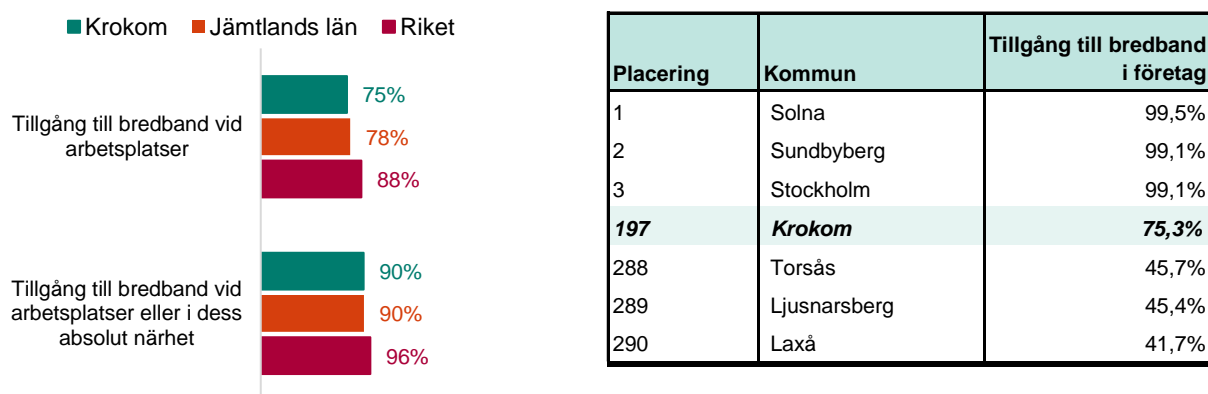 Krokom Jämtlands län Riket
Tillgång till bredband vid
arbetsplatser
75%
78%
88%
Tillgång till bredband vid
arbetsplatser eller i dess
absolut närhet
90%
90%
96%
Placering Kommun Tillgång till bredband i företag
1 Solna 99,5%
2 Sundbyberg 99,1%
3 Stockholm 99,1%
197 Krokom 75,3%
288 Torsås 45,7%
289 Ljusnarsberg 45,4%
290 Laxå 41,7%